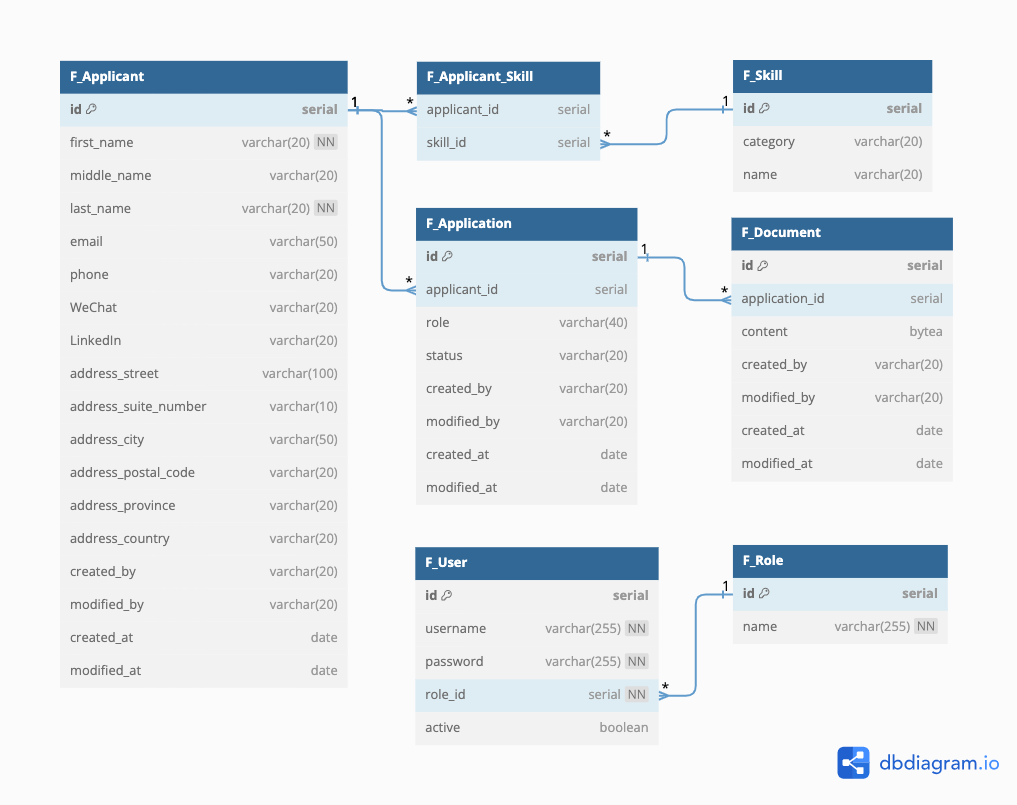 F_Applicant
id serial
first_name varchar(20) NN
middle_name varchar(20)
last_name varchar(20) NN
email varchar(50)
phone varchar(20)
WeChat varchar(20)
LinkedIn varchar(20)
address_street varchar(100)
address_suite_number varchar(10)
address_city varchar(50)
address_postal_code varchar(20)
address_province varchar(20)
address_country varchar(20)
created_by varchar(20)
modified_by varchar(20)
created_at date
modified_at date
1
*
*
F_Applicant_Skill
applicant_id serial
skill_id serial
*
1
F_Skill
id serial
category varchar(20)
name varchar(20)
F_Application
id serial
applicant_id serial
role varchar(40)
status varchar(20)
created_by varchar(20)
modified_by varchar(20)
created_at date
modified_at date
1
*
F_Document
id serial
application_id serial
content bytea
created_by varchar(20)
modified_by varchar(20)
created_at date
modified_at date
F_User
id serial
username varchar(255) NN
password varchar(255) NN
role_id serial NN
active boolean
*
1
F_Role
id serial
name varchar(255) NN
dbdiagram.io